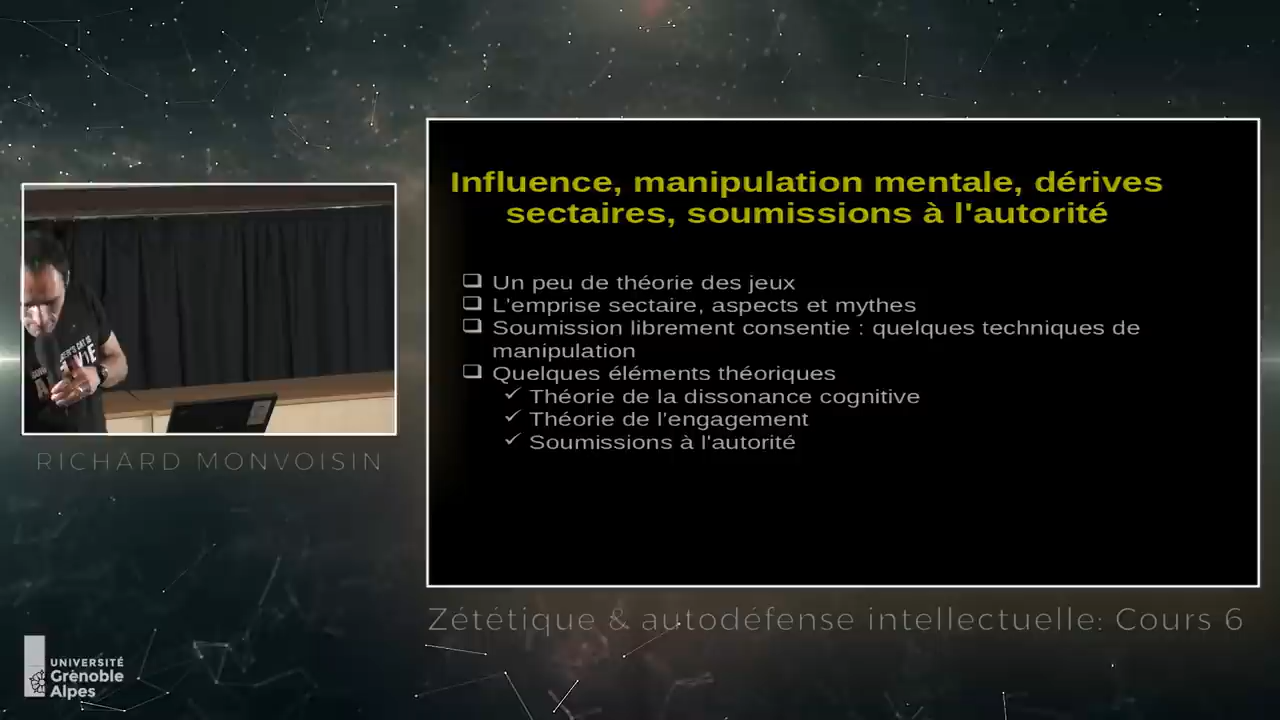 Influence, manipulation mentale, dérives
sectaires, soumissions à l'autorité
Un peu de théorie des jeux
L'emprise sectaire, aspects et mythes
Soumission librement consentie : quelques techniques de
manipulation
Quelques éléments théoriques
Théorie de la dissonance cognitive
Théorie de l'engagement
Soumissions à l'autorité
RICHARD MONVOISIN
Zététique & autodéfense intellectuelle: Cours 6
UNIVERSITÉ
Grenoble
Alpes